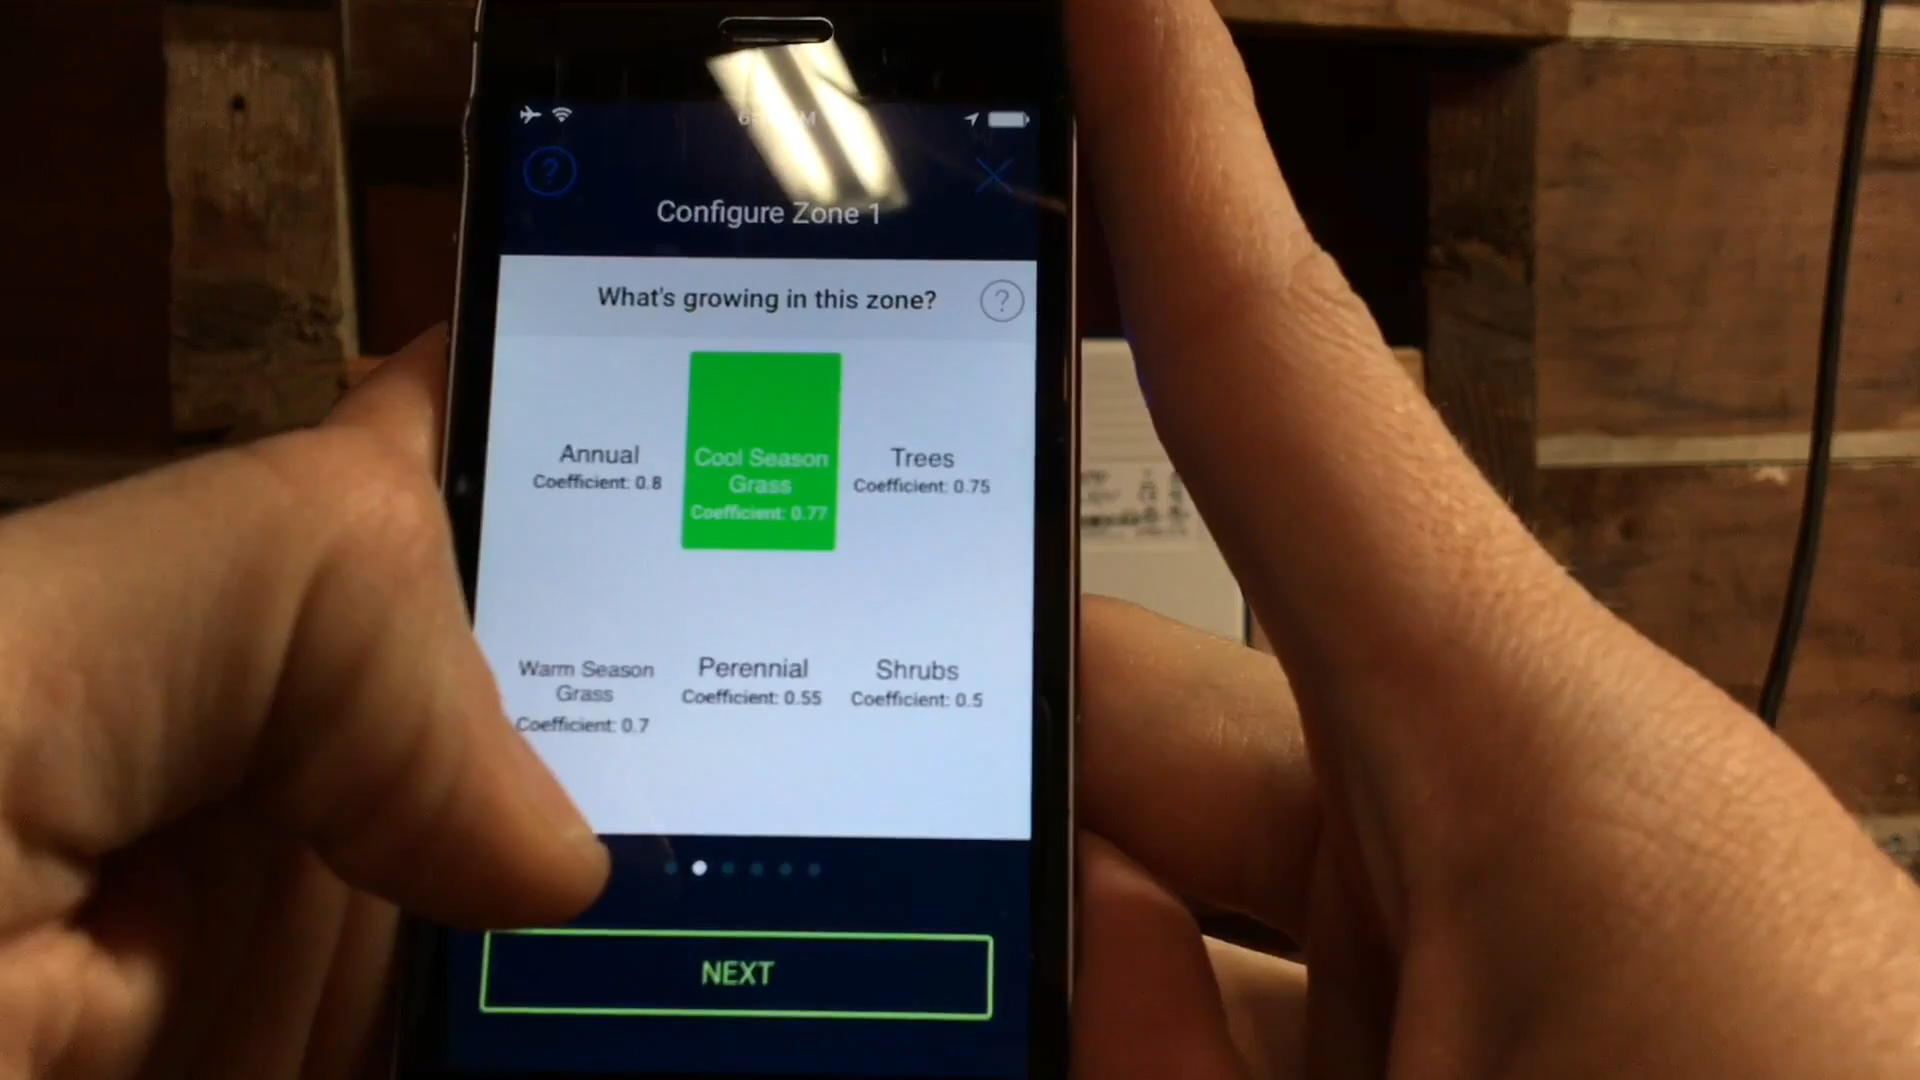 Configure Zone 1
What's growing in this zone?
?
Annual
Coefficient: 0.8
Cool Season
Grass
Coefficient: 0.77
Trees
Coefficient: 0.75
Warm Season
Grass
Coefficient: 0.7
Perennial
Coefficient: 0.55
Shrubs
Coefficient: 0.5
NEXT